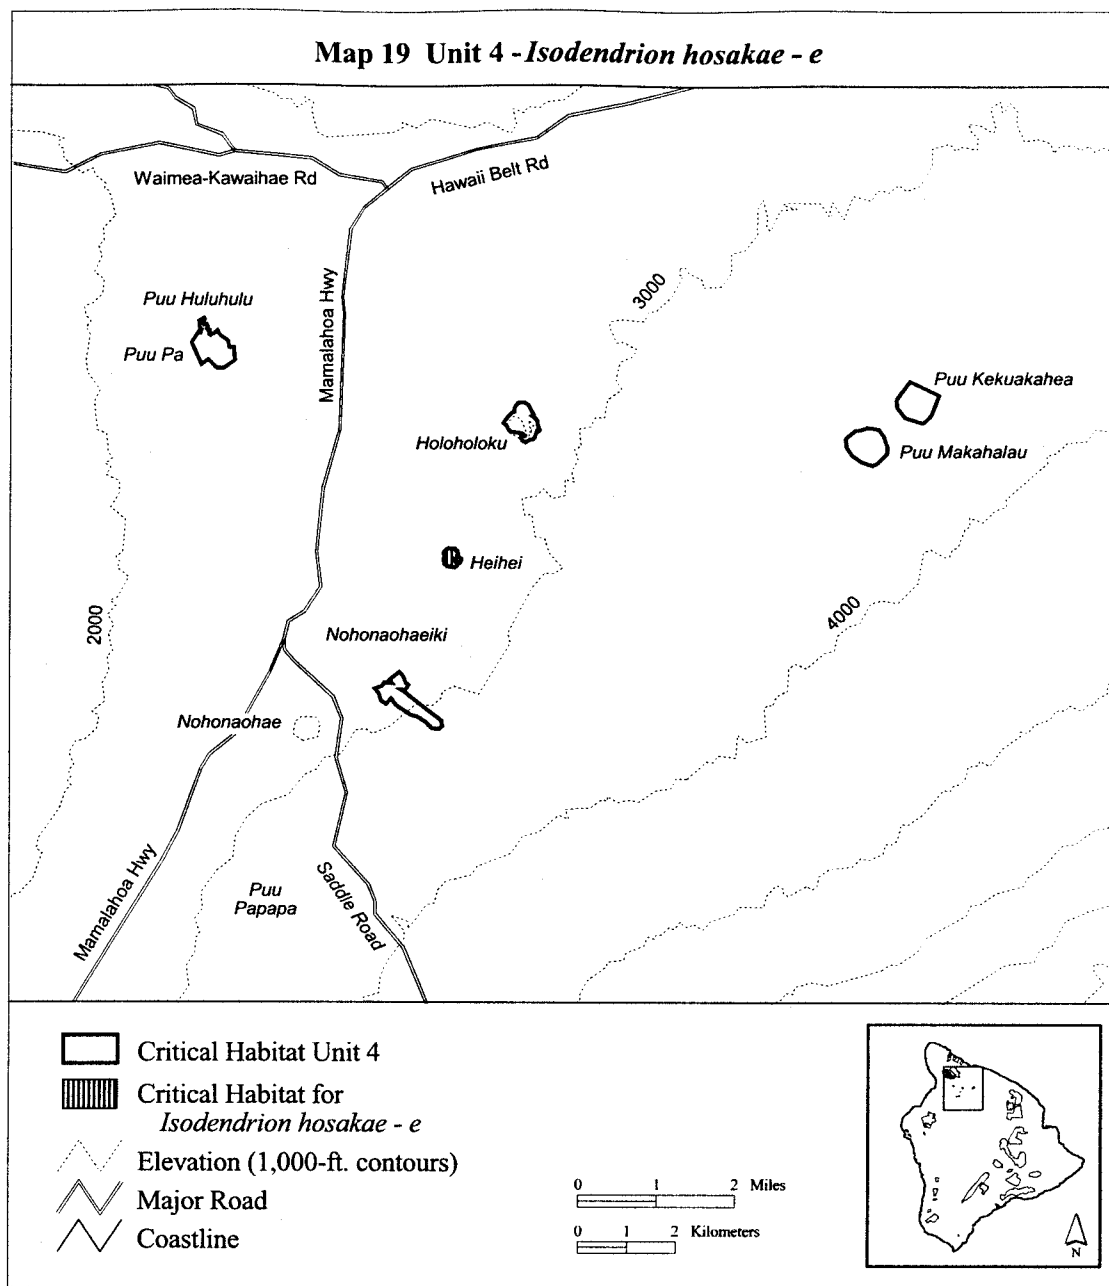 Map 19 Unit 4 - Isodendrion hosakae - e
Waimea-Kawaihae Rd
Hawaii Belt Rd
Mamalahoa Hwy
3000
Puu Huluhulu
Puu Pa
Puu Kekuakahea
Holoholoku
Puu Makahalau
Heihei
2000
4000
Nohonaohaeiki
Nohonaohae
Mamalahoa Hwy
Saddle Road
Puu
Papapa
Critical Habitat Unit 4
Critical Habitat for
Isodendrion hosakae - e
Elevation (1,000-ft. contours)
Major Road
Coastline
0 1 2 Miles
0 1 2 Kilometers
N